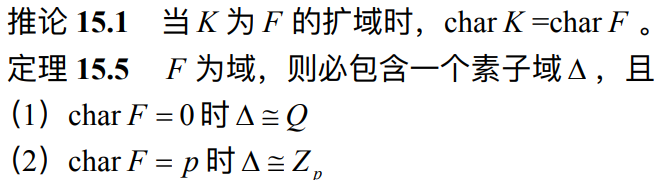 推论 15.1 当 K 为 F 的扩域时，char K =char F 。
定理 15.5 F 为域，则必包含一个素子域 Δ ，且
（1）char F = 0 时 Δ ≅ Q
（2）char F = p 时 Δ ≅ Z_p